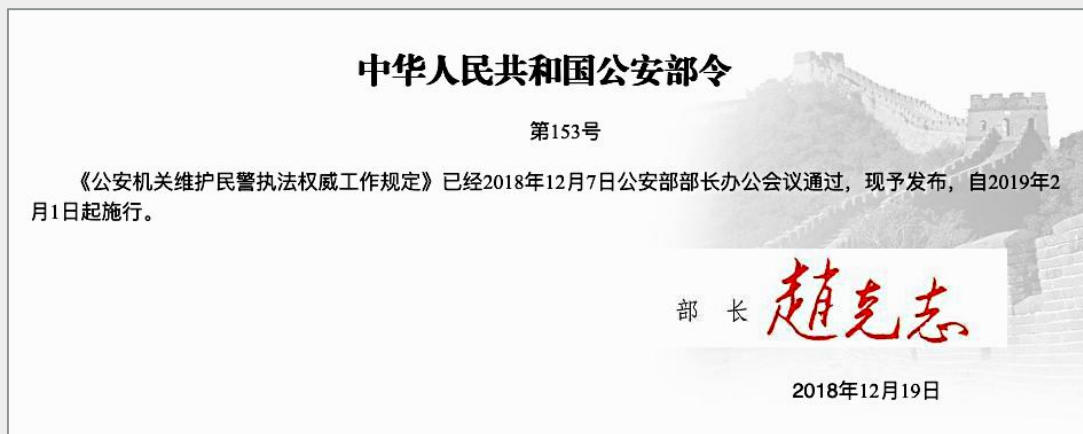 中华人民共和国公安部令
第153号
《公安机关维护民警执法权威工作规定》已经2018年12月7日公安部部长办公会议通过，现予发布，自2019年2
月1日起施行。
部 长 趙克志
2018年12月19日